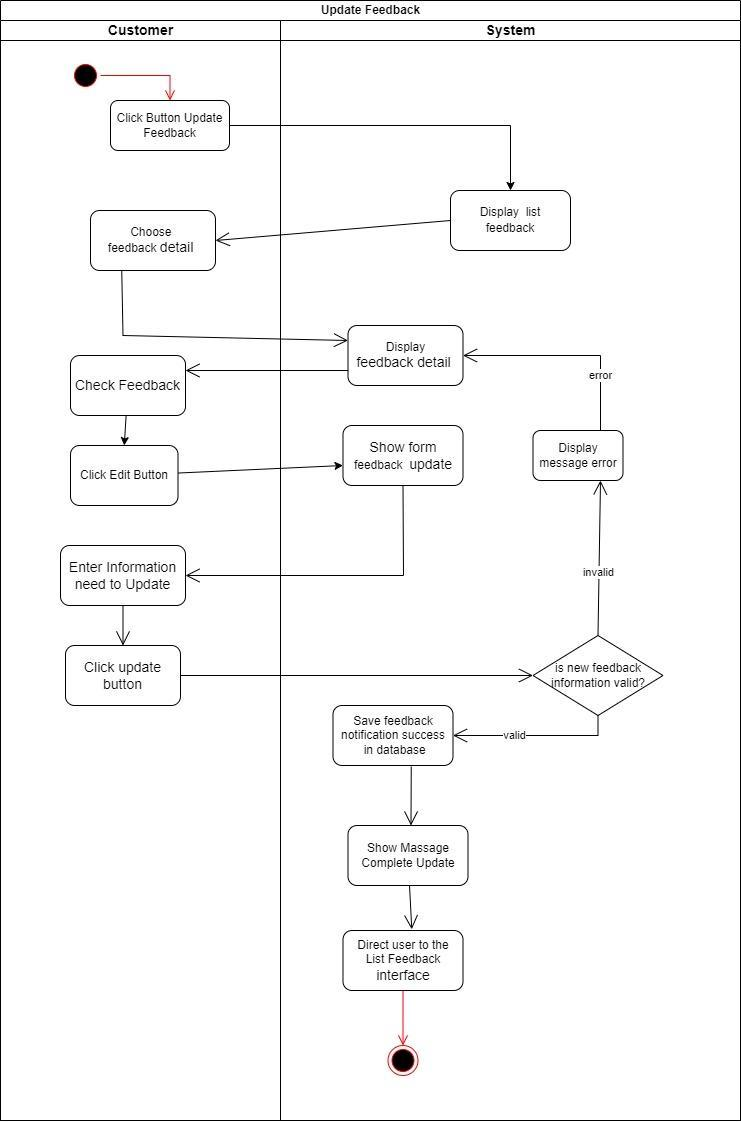 Update Feedback
Customer
System
Click Button Update
Feedback
Display list
feedback
Choose
feedback detail
Display
feedback detail
error
Check Feedback
Show form
feedback update
Display
message error
Click Edit Button
Enter Information
need to Update
invalid
Click update
button
is new feedback
information valid?
Save feedback
notification success
in database
valid
Show Massage
Complete Update
Direct user to the
List Feedback
interface